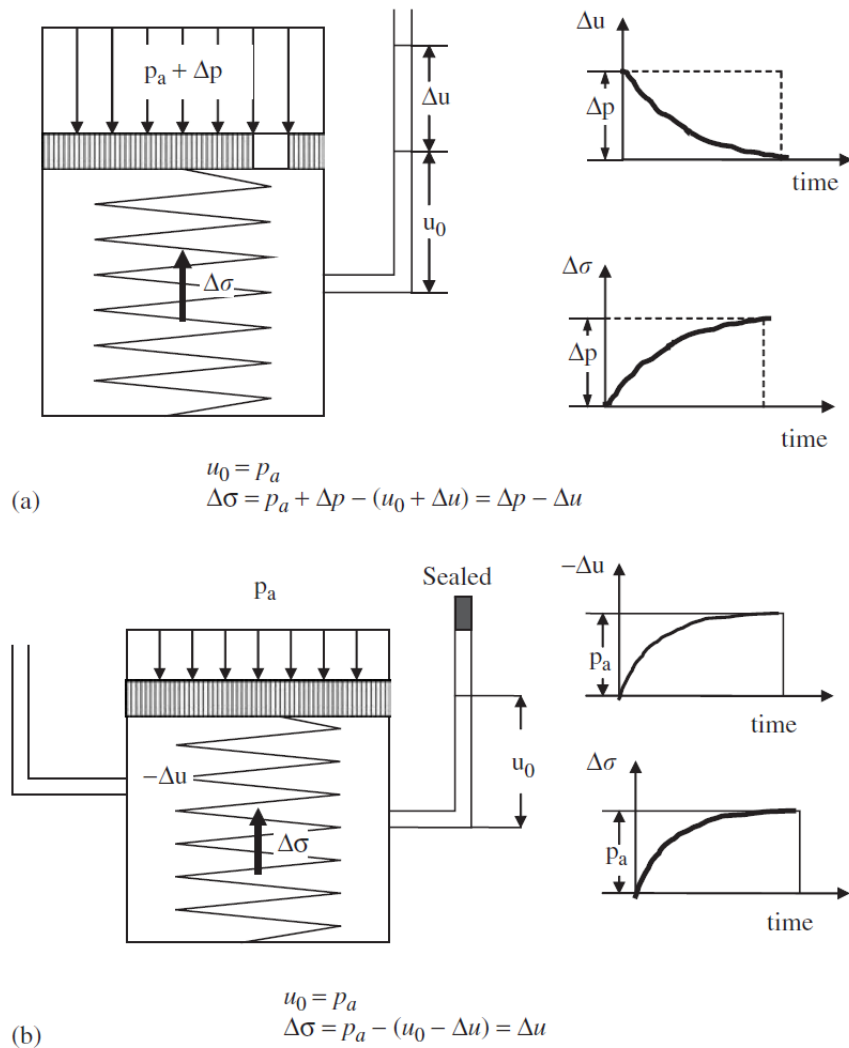 pₐ + Δp
Δu
u₀
Δσ
Δu
Δp
time
Δσ
Δp
time
(a)
u₀ = pₐ
Δσ = pₐ + Δp − (u₀ + Δu) = Δp − Δu
pₐ
Sealed
−Δu
u₀
Δσ
−Δu
pₐ
time
Δσ
pₐ
time
(b)
u₀ = pₐ
Δσ = pₐ − (u₀ − Δu) = Δu